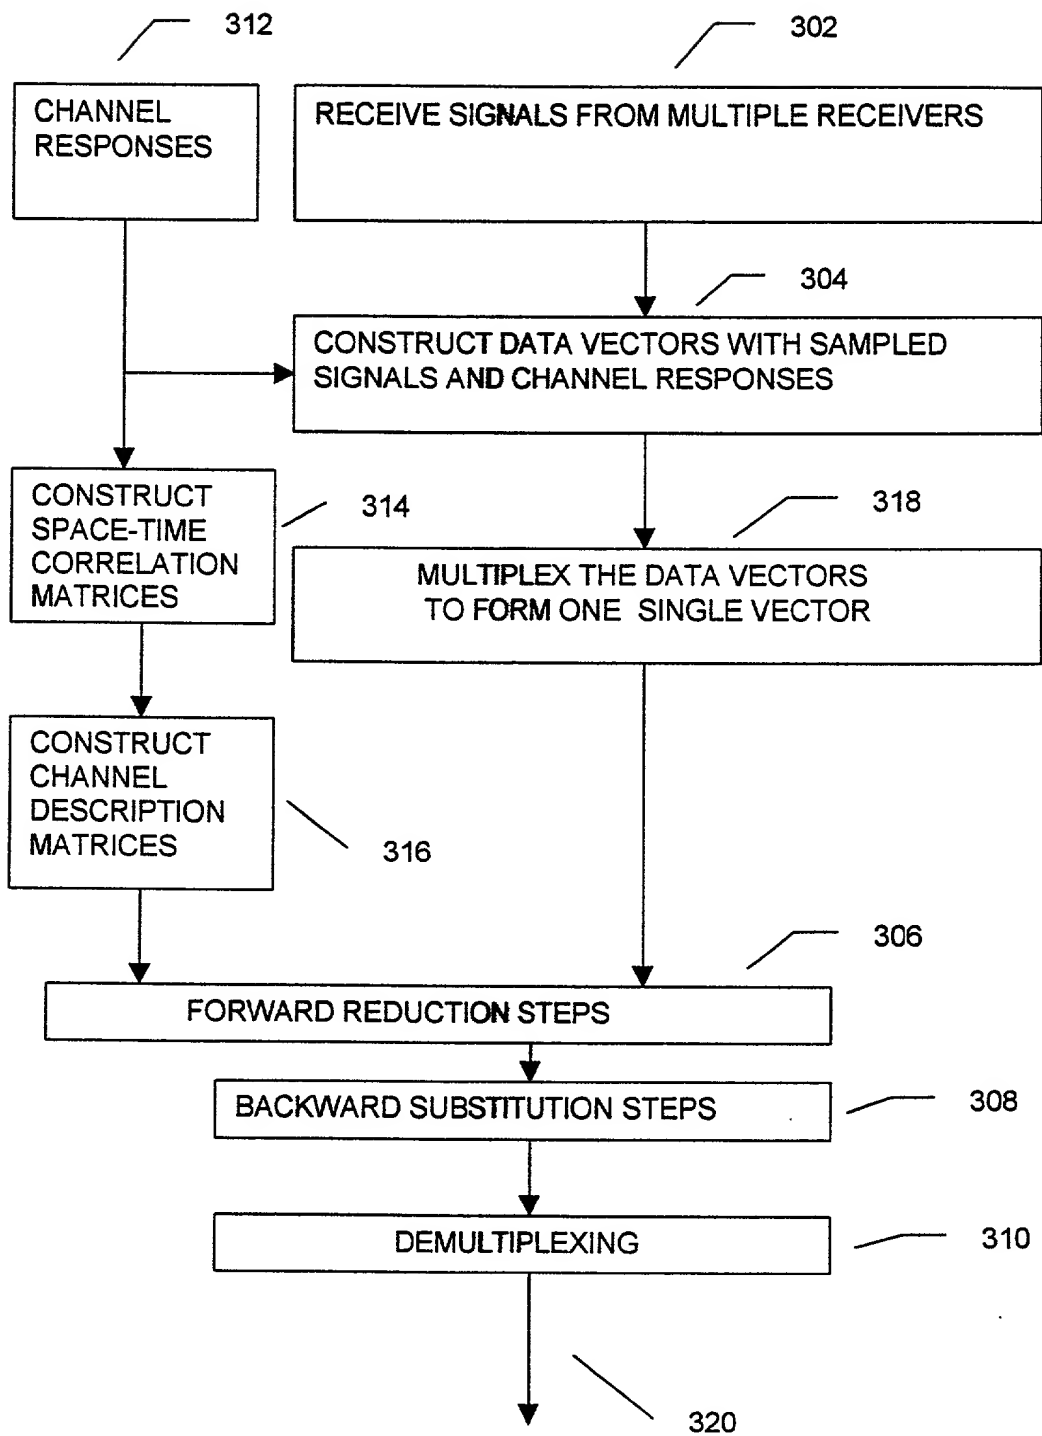 312
302
CHANNEL
RESPONSES
RECEIVE SIGNALS FROM MULTIPLE RECEIVERS
304
CONSTRUCT DATA VECTORS WITH SAMPLED
SIGNALS AND CHANNEL RESPONSES
CONSTRUCT
SPACE-TIME
CORRELATION
MATRICES
314
318
MULTIPLEX THE DATA VECTORS
TO FORM ONE SINGLE VECTOR
CONSTRUCT
CHANNEL
DESCRIPTION
MATRICES
316
306
FORWARD REDUCTION STEPS
BACKWARD SUBSTITUTION STEPS
308
DEMULTIPLEXING
310
320